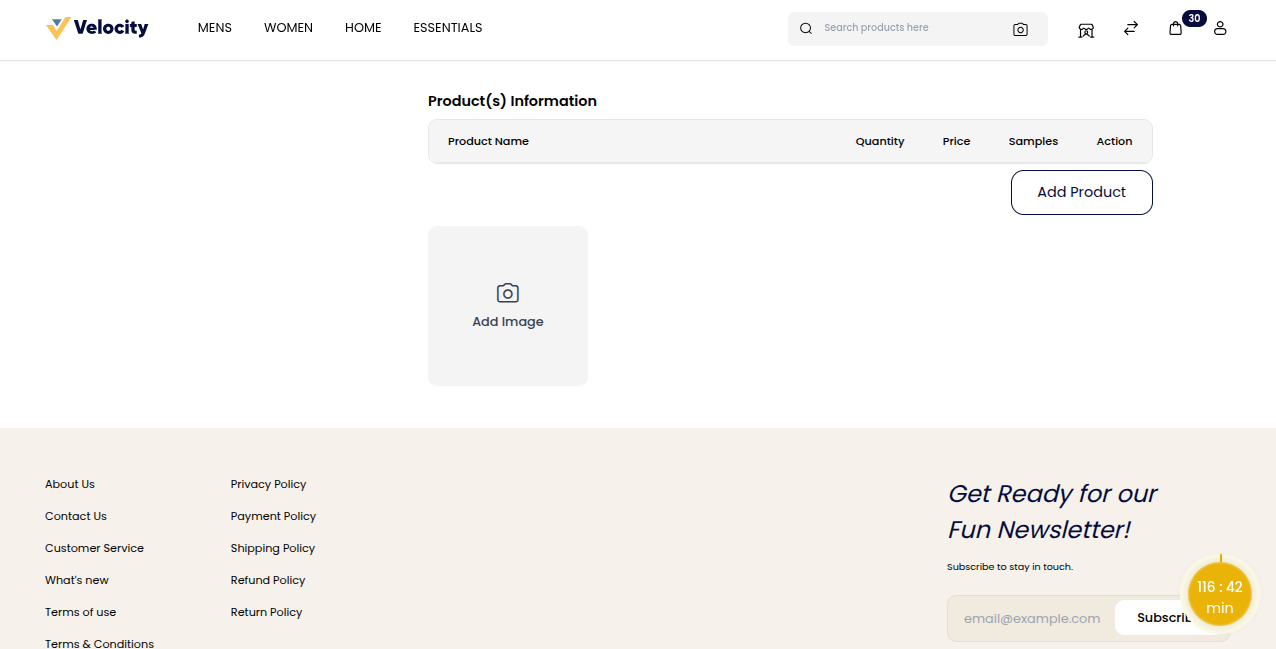 Velocity MENS WOMEN HOME ESSENTIALS Search products here 30
Product(s) Information
Product Name Quantity Price Samples Action
Add Product
Add Image
About Us
Contact Us
Customer Service
What's new
Terms of use
Terms & Conditions
Privacy Policy
Payment Policy
Shipping Policy
Refund Policy
Return Policy
Get Ready for our
Fun Newsletter!
Subscribe to stay in touch.
email@example.com
116 : 42
min